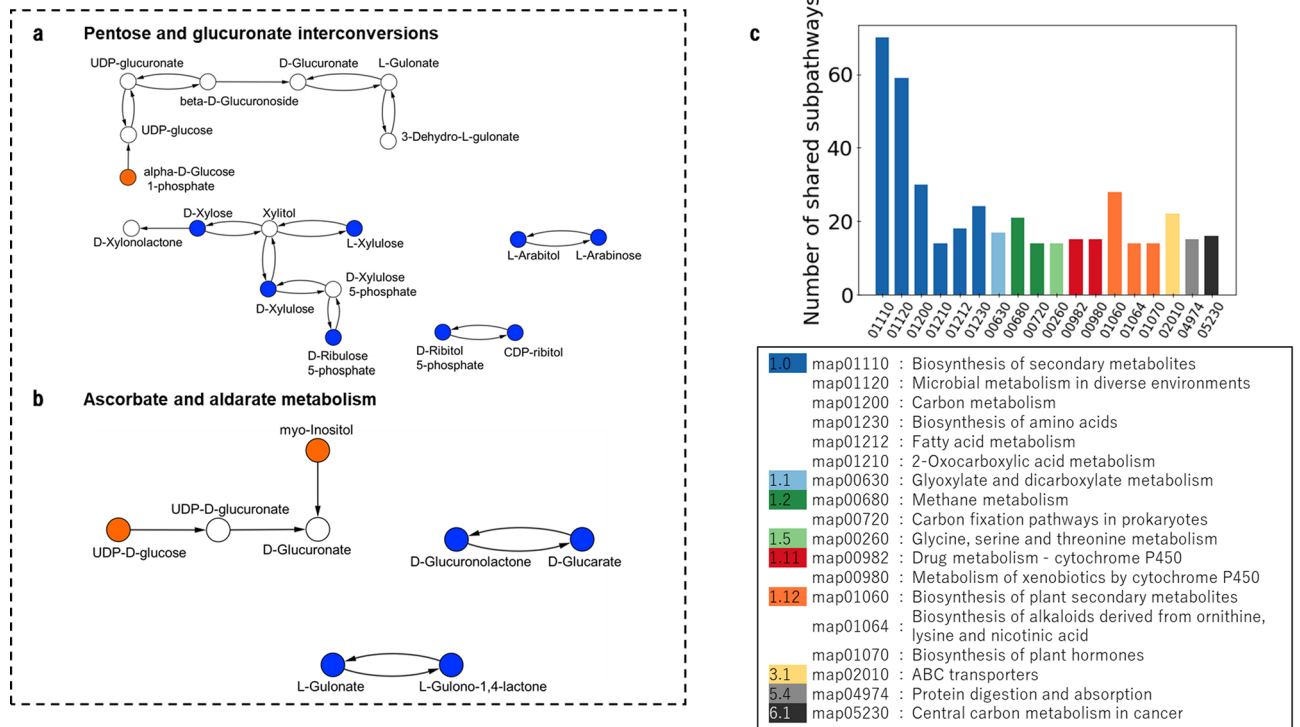 a Pentose and glucuronate interconversions
UDP-glucuronate
D-Glucuronate
L-Gulonate
beta-D-Glucuronoside
UDP-glucose
3-Dehydro-L-gulonate
alpha-D-Glucose
1-phosphate
D-Xylose
Xylitol
D-Xylonolactone
L-Xylulose
L-Arabitol
L-Arabinose
D-Xylulose
5-phosphate
D-Xylulose
D-Ribulose
5-phosphate
D-Ribitol
5-phosphate
CDP-ribitol
b Ascorbate and aldarate metabolism
myo-Inositol
UDP-D-glucuronate
UDP-D-glucose
D-Glucuronate
D-Glucuronolactone
D-Glucarate
L-Gulonate
L-Gulono-1,4-lactone
c
Number of shared subpathways
60
40
20
0
01110
01120
01200
01210
01212
01230
00630
00680
00720
00260
00982
00980
01060
01064
01070
02010
04974
05230
1.0 map01110 : Biosynthesis of secondary metabolites
map01120 : Microbial metabolism in diverse environments
map01200 : Carbon metabolism
map01230 : Biosynthesis of amino acids
map01212 : Fatty acid metabolism
map01210 : 2-Oxocarboxylic acid metabolism
1.1 map00630 : Glyoxylate and dicarboxylate metabolism
1.2 map00680 : Methane metabolism
map00720 : Carbon fixation pathways in prokaryotes
1.5 map00260 : Glycine, serine and threonine metabolism
1.11 map00982 : Drug metabolism - cytochrome P450
map00980 : Metabolism of xenobiotics by cytochrome P450
1.12 map01060 : Biosynthesis of plant secondary metabolites
map01064 : Biosynthesis of alkaloids derived from ornithine,
lysine and nicotinic acid
map01070 : Biosynthesis of plant hormones
3.1 map02010 : ABC transporters
5.4 map04974 : Protein digestion and absorption
6.1 map05230 : Central carbon metabolism in cancer